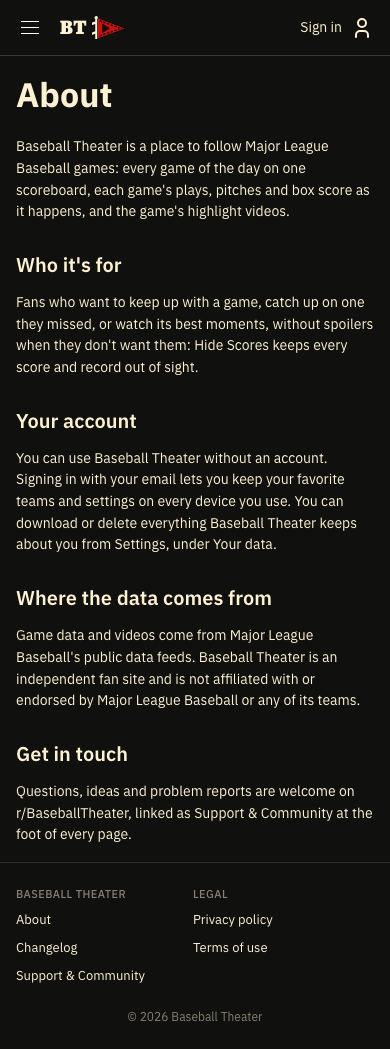 BT
Sign in
About
Baseball Theater is a place to follow Major League
Baseball games: every game of the day on one
scoreboard, each game's plays, pitches and box score as
it happens, and the game's highlight videos.
Who it's for
Fans who want to keep up with a game, catch up on one
they missed, or watch its best moments, without spoilers
when they don't want them: Hide Scores keeps every
score and record out of sight.
Your account
You can use Baseball Theater without an account.
Signing in with your email lets you keep your favorite
teams and settings on every device you use. You can
download or delete everything Baseball Theater keeps
about you from Settings, under Your data.
Where the data comes from
Game data and videos come from Major League
Baseball's public data feeds. Baseball Theater is an
independent fan site and is not affiliated with or
endorsed by Major League Baseball or any of its teams.
Get in touch
Questions, ideas and problem reports are welcome on
r/BaseballTheater, linked as Support & Community at the
foot of every page.
BASEBALL THEATER
About
Changelog
Support & Community
LEGAL
Privacy policy
Terms of use
© 2026 Baseball Theater